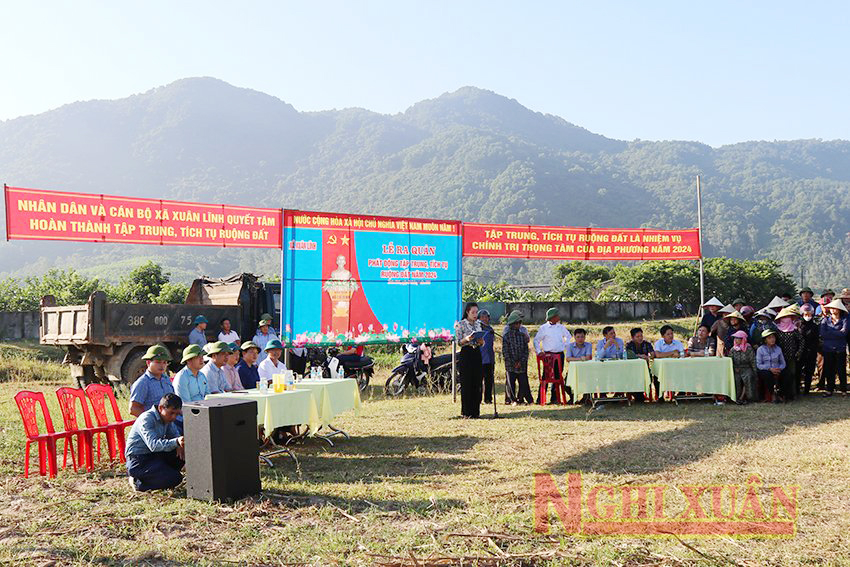 NHÂN DÂN VÀ CÁN BỘ XÃ XUÂN LĨNH QUYẾT TÂM
HOÀN THÀNH TẬP TRUNG, TÍCH TỤ RUỘNG ĐẤT
NƯỚC CỘNG HÒA XÃ HỘI CHỦ NGHĨA VIỆT NAM MUÔN NĂM !
XÃ XUÂN LĨNH
LỄ RA QUÂN
PHÁT ĐỘNG TẬP TRUNG, TÍCH TỤ
RUỘNG ĐẤT NĂM 2024
TẬP TRUNG, TÍCH TỤ RUỘNG ĐẤT LÀ NHIỆM VỤ
CHÍNH TRỊ TRỌNG TÂM CỦA ĐỊA PHƯƠNG NĂM 2024
38C
NGHI XUÂN